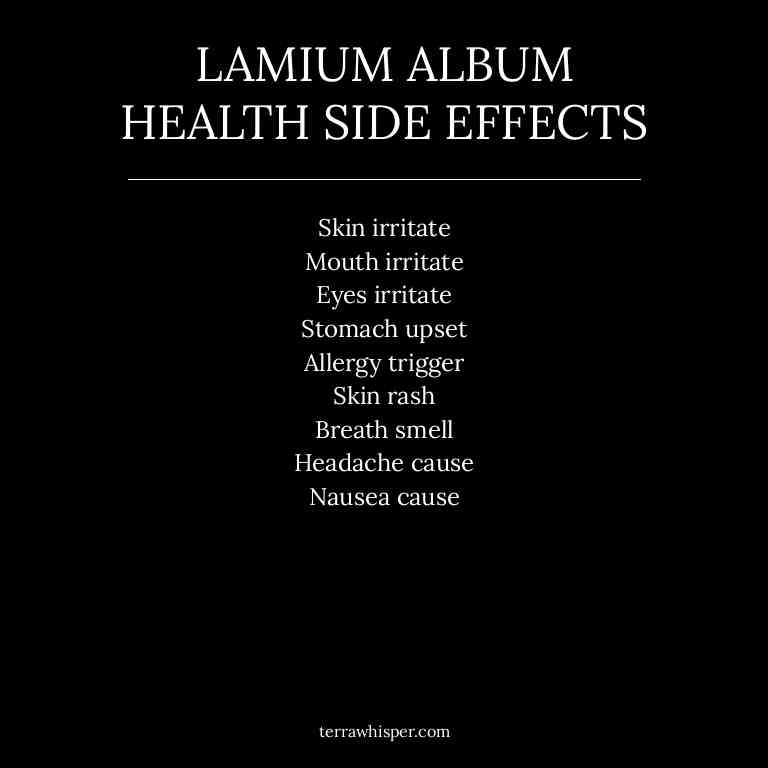 LAMIUM ALBUM
HEALTH SIDE EFFECTS
Skin irritate
Mouth irritate
Eyes irritate
Stomach upset
Allergy trigger
Skin rash
Breath smell
Headache cause
Nausea cause
terrawhisper.com